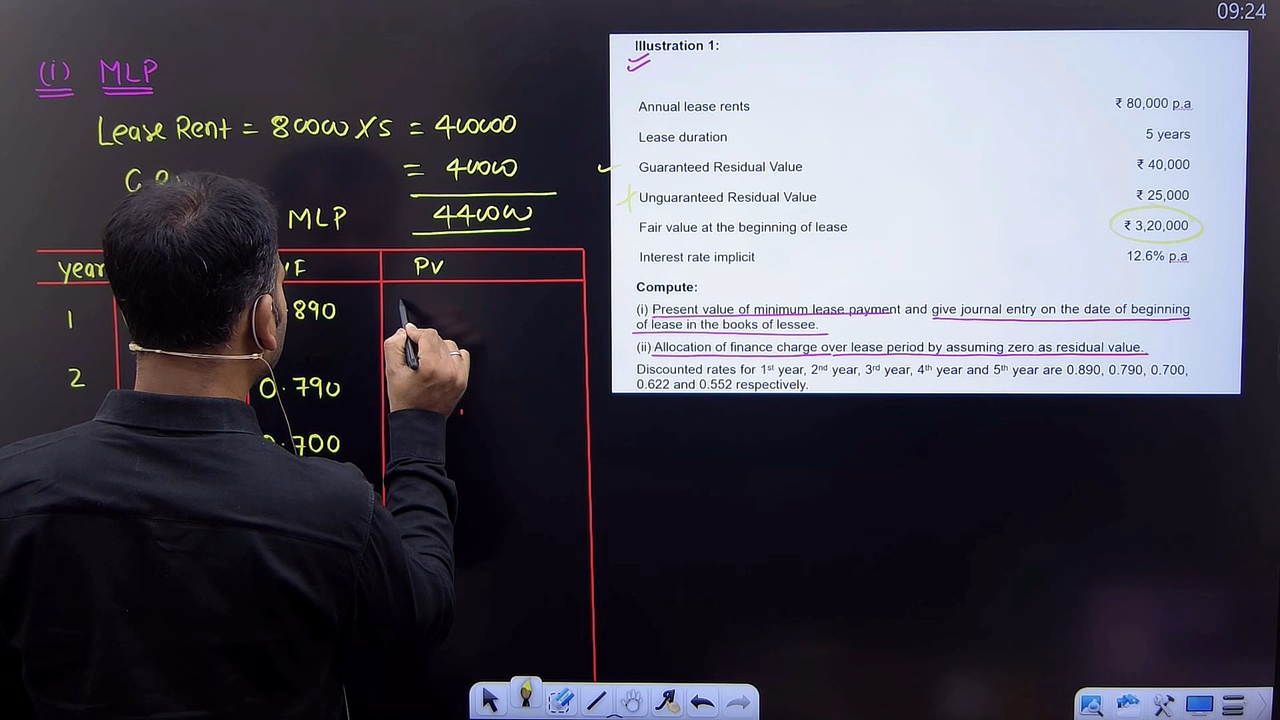 09:24
(i) MLP
Lease Rent = 80000 X 5 = 400000
= 40000
MLP 440000
year PV
1 .890
2 0.790
0.700
Illustration 1:
Annual lease rents ₹ 80,000 p.a
Lease duration 5 years
Guaranteed Residual Value ₹ 40,000
Unguaranteed Residual Value ₹ 25,000
Fair value at the beginning of lease ₹ 3,20,000
Interest rate implicit 12.6% p.a
Compute:
(i) Present value of minimum lease payment and give journal entry on the date of beginning
of lease in the books of lessee.
(ii) Allocation of finance charge over lease period by assuming zero as residual value.
Discounted rates for 1st year, 2nd year, 3rd year, 4th year and 5th year are 0.890, 0.790, 0.700,
0.622 and 0.552 respectively.